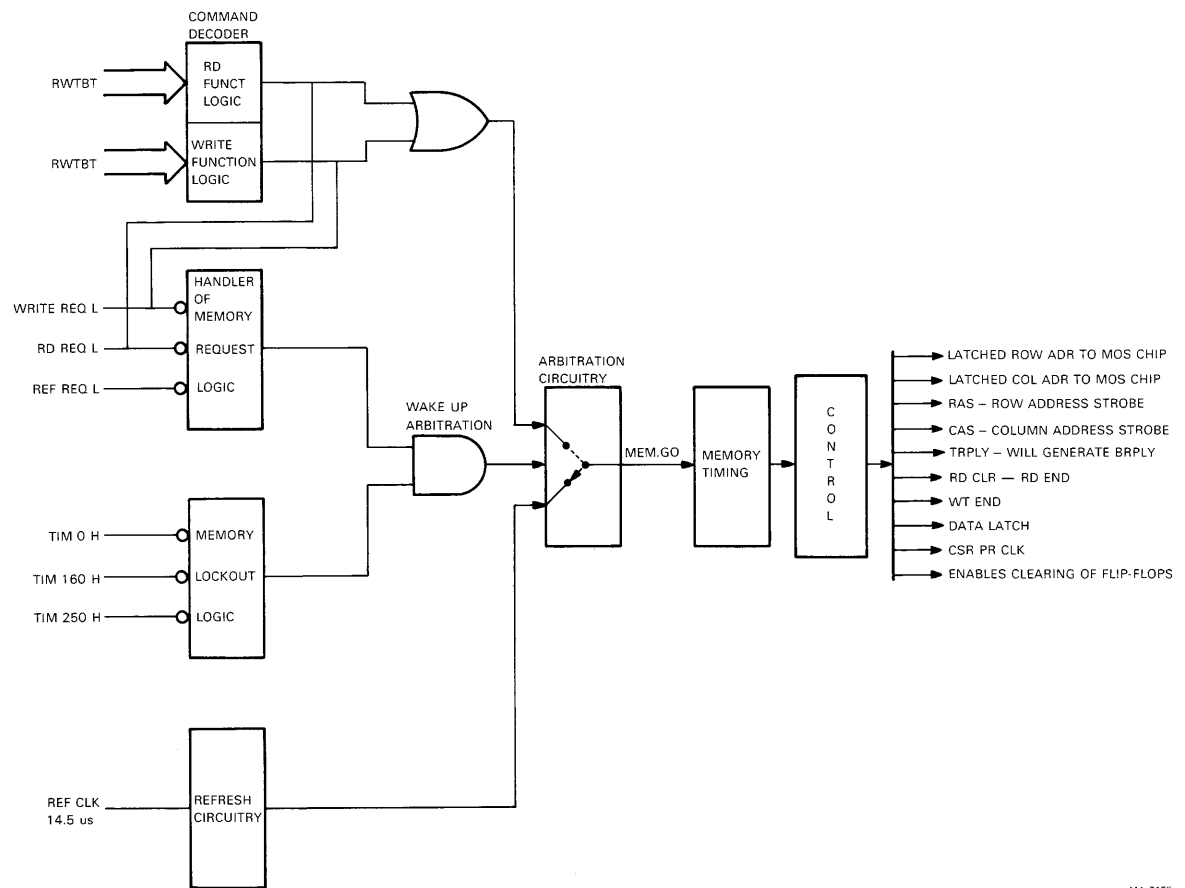 COMMAND
DECODER
RWTBT
RD
FUNCT
LOGIC
RWTBT
WRITE
FUNCTION
LOGIC
WRITE REQ L
RD REQ L
REF REQ L
HANDLER
OF
MEMORY
REQUEST
LOGIC
WAKE UP
ARBITRATION
TIM 0 H
TIM 160 H
TIM 250 H
MEMORY
LOCKOUT
LOGIC
REF CLK
14.5 us
REFRESH
CIRCUITRY
ARBITRATION
CIRCUITRY
MEM.GO
MEMORY
TIMING
CONTROL
LATCHED ROW ADR TO MOS CHIP
LATCHED COL ADR TO MOS CHIP
RAS – ROW ADDRESS STROBE
CAS – COLUMN ADDRESS STROBE
TRPLY – WILL GENERATE BRPLY
RD CLR — RD END
WT END
DATA LATCH
CSR PR CLK
ENABLES CLEARING OF FLIP-FLOPS